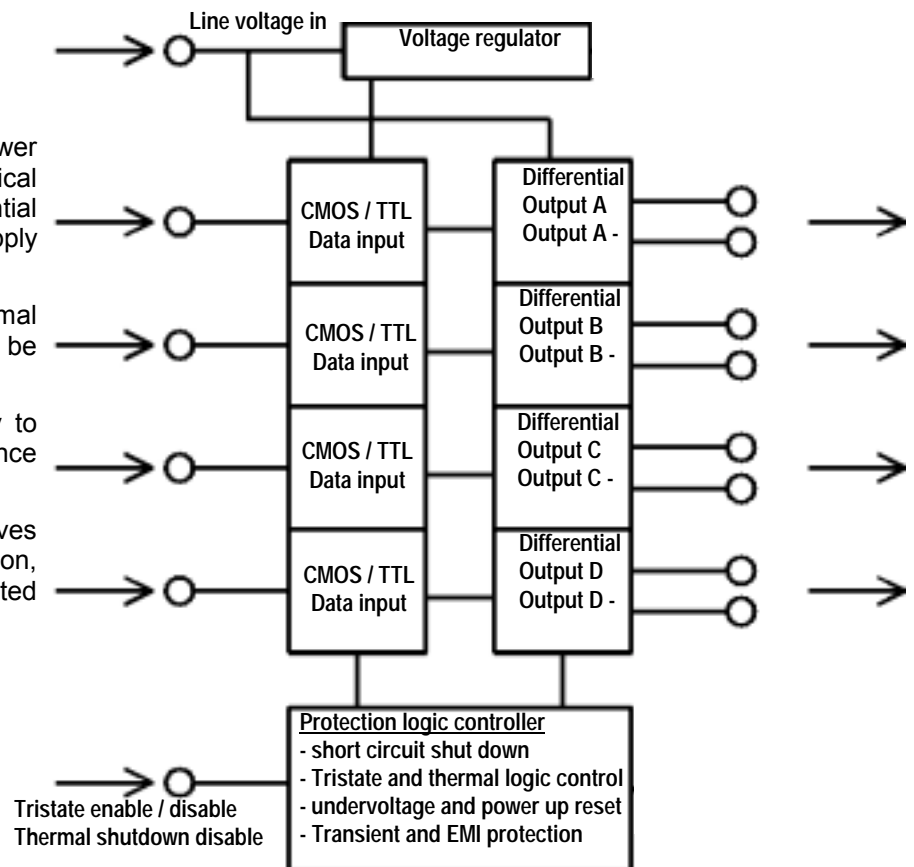 Line voltage in
Voltage regulator
wer
ical
ntial
pply
mal
be
y to
nce
ves
on,
ted
CMOS / TTL
Data input
Differential
Output A
Output A -
CMOS / TTL
Data input
Differential
Output B
Output B -
CMOS / TTL
Data input
Differential
Output C
Output C -
CMOS / TTL
Data input
Differential
Output D
Output D -
Protection logic controller
- short circuit shut down
- Tristate and thermal logic control
- undervoltage and power up reset
- Transient and EMI protection
Tristate enable / disable
Thermal shutdown disable